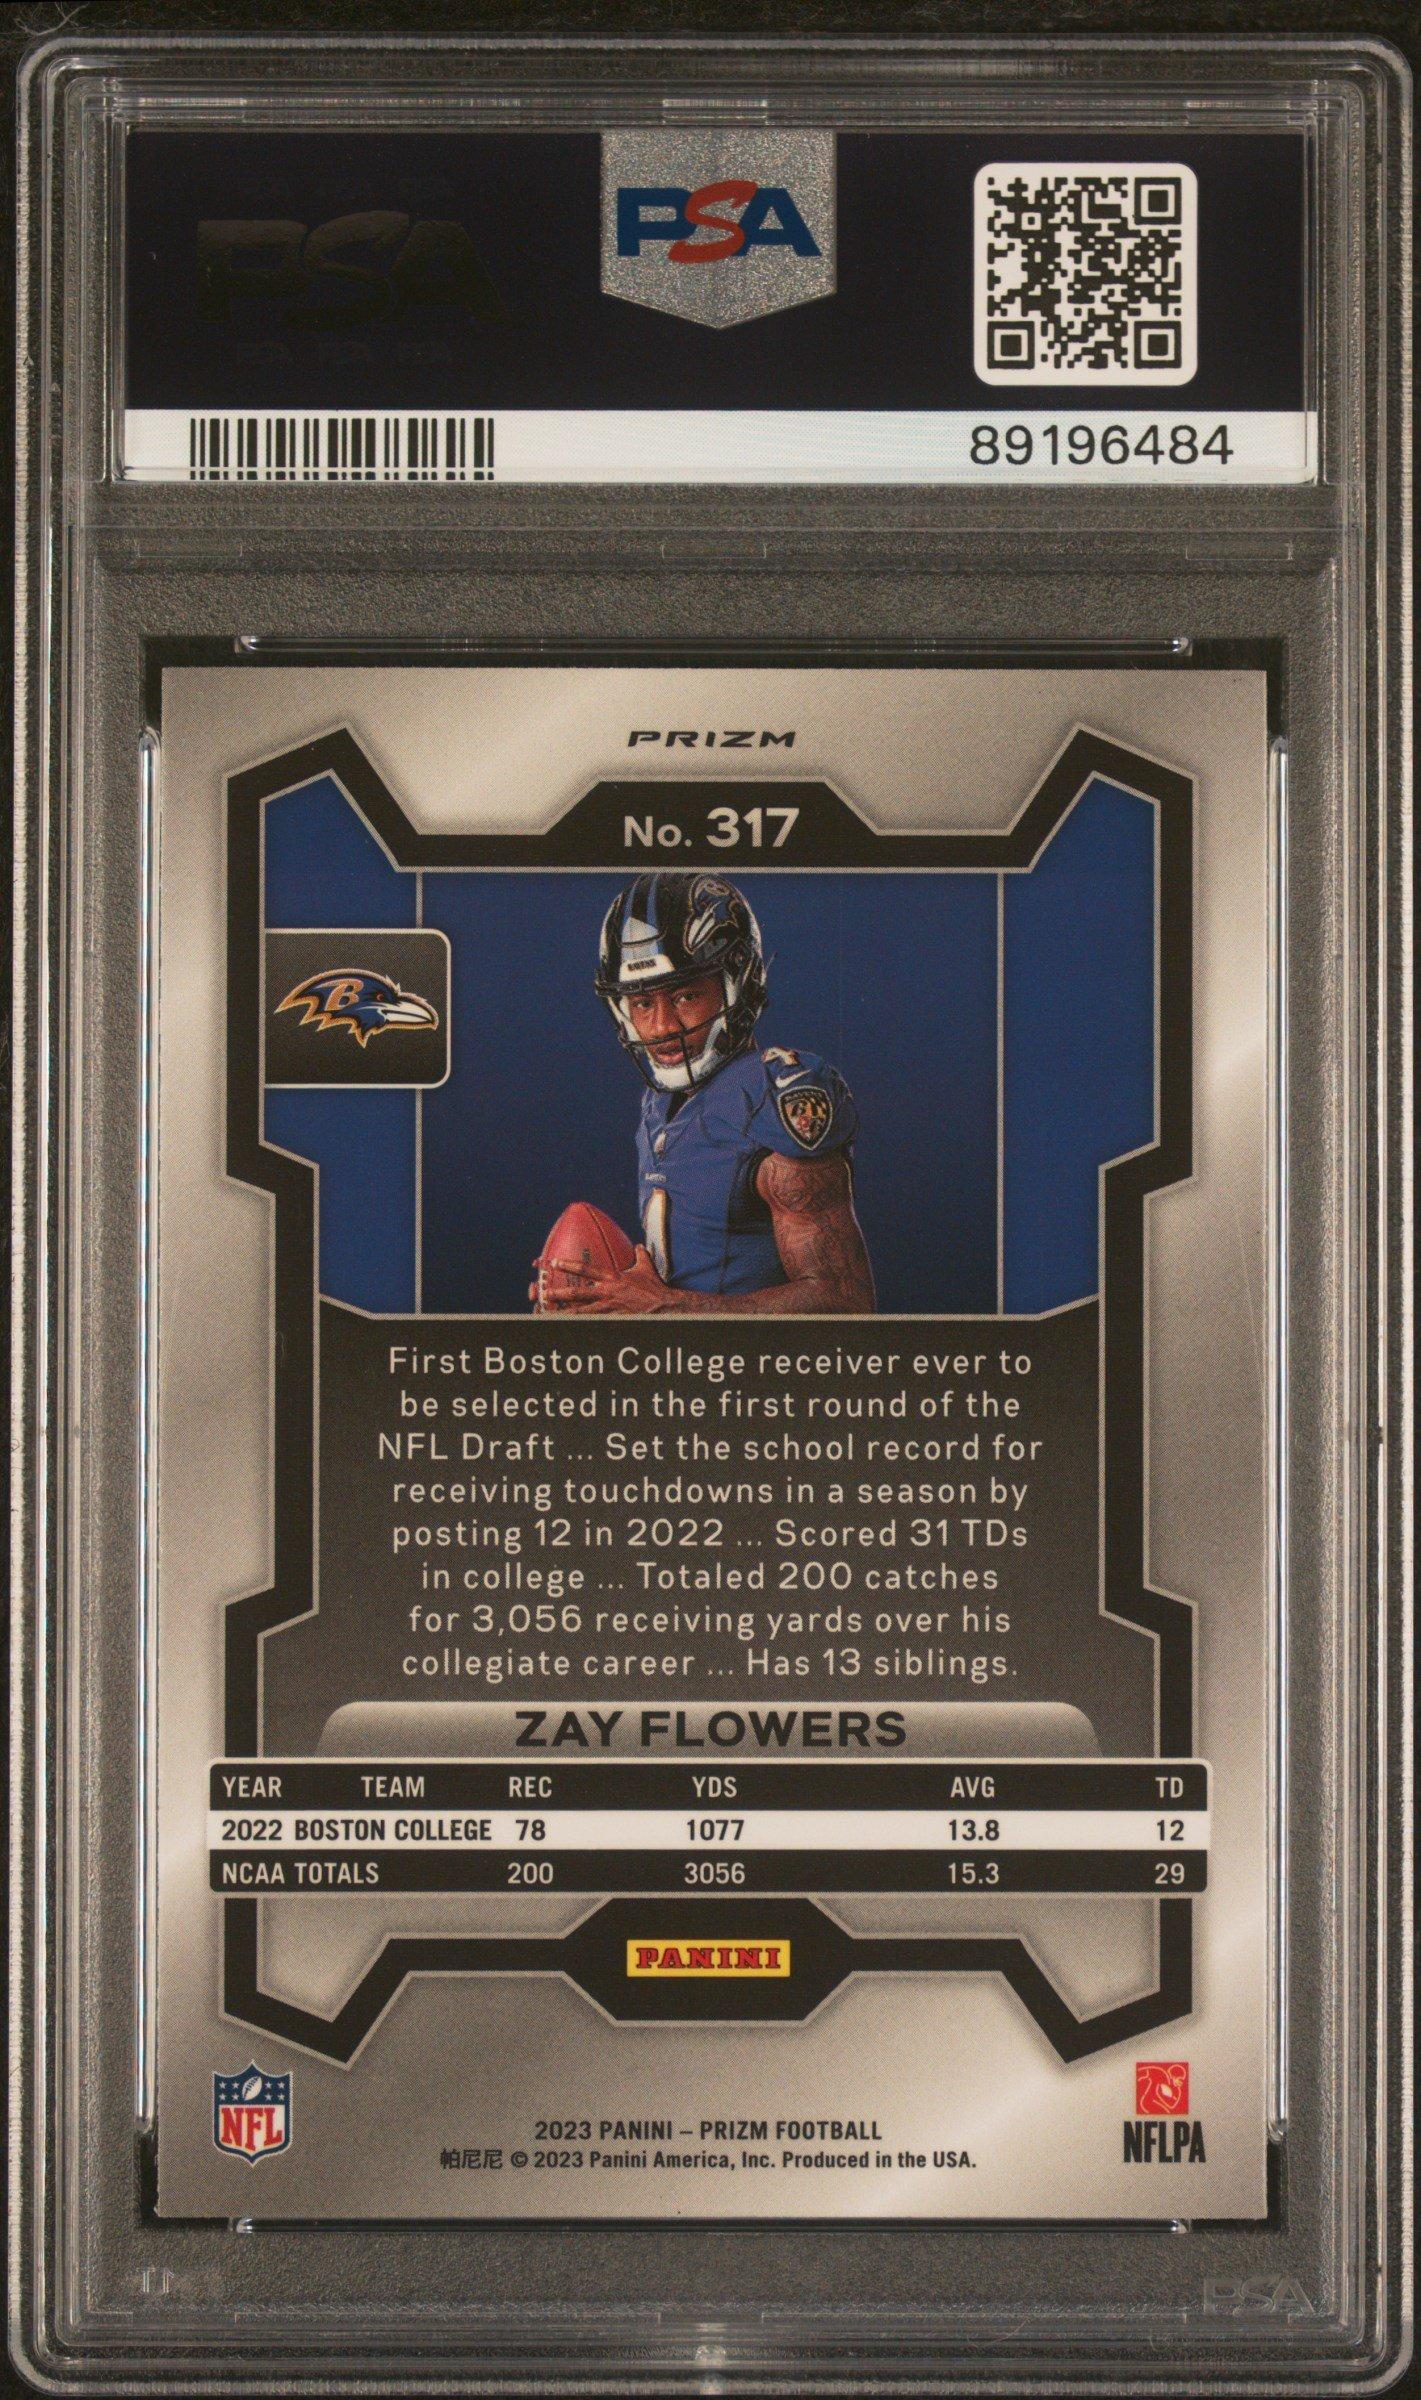 PSA
PSA
89196484
PRIZM
No. 317
B
4
1
First Boston College receiver ever to
be selected in the first round of the
NFL Draft ... Set the school record for
receiving touchdowns in a season by
posting 12 in 2022 ... Scored 31 TDs
in college ... Totaled 200 catches
for 3,056 receiving yards over his
collegiate career ... Has 13 siblings.
ZAY FLOWERS
YEAR TEAM REC YDS AVG TD
2022 BOSTON COLLEGE 78 1077 13.8 12
NCAA TOTALS 200 3056 15.3 29
PANINI
NFL
NFLPA
2023 PANINI – PRIZM FOOTBALL
帕尼尼 © 2023 Panini America, Inc. Produced in the USA.
PSA